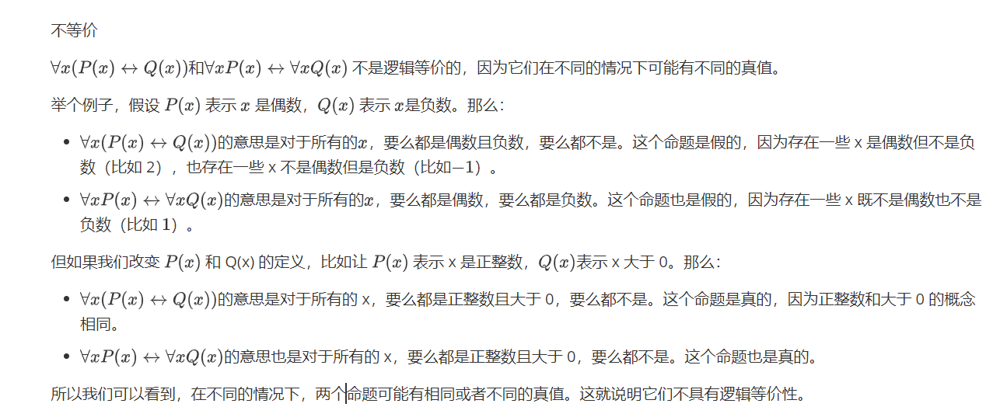 不等价
∀x(P(x) ↔ Q(x))和∀xP(x) ↔ ∀xQ(x) 不是逻辑等价的，因为它们在不同的情况下可能有不同的真值。
举个例子，假设 P(x) 表示 x 是偶数，Q(x) 表示 x是负数。那么：
• ∀x(P(x) ↔ Q(x))的意思是对于所有的x，要么都是偶数且负数，要么都不是。这个命题是假的，因为存在一些 x 是偶数但不是负
数（比如 2），也存在一些 x 不是偶数但是负数（比如−1）。
• ∀xP(x) ↔ ∀xQ(x)的意思是对于所有的x，要么都是偶数，要么都是负数。这个命题也是假的，因为存在一些 x 既不是偶数也不是
负数（比如 1）。
但如果我们改变 P(x) 和 Q(x) 的定义，比如让 P(x) 表示 x 是正整数，Q(x)表示 x 大于 0。那么：
• ∀x(P(x) ↔ Q(x))的意思是对于所有的 x，要么都是正整数且大于 0，要么都不是。这个命题是真的，因为正整数和大于 0 的概念
相同。
• ∀xP(x) ↔ ∀xQ(x)的意思也是对于所有的 x，要么都是正整数且大于 0，要么都不是。这个命题也是真的。
所以我们可以看到，在不同的情况下，两个命题可能有相同或者不同的真值。这就说明它们不具有逻辑等价性。